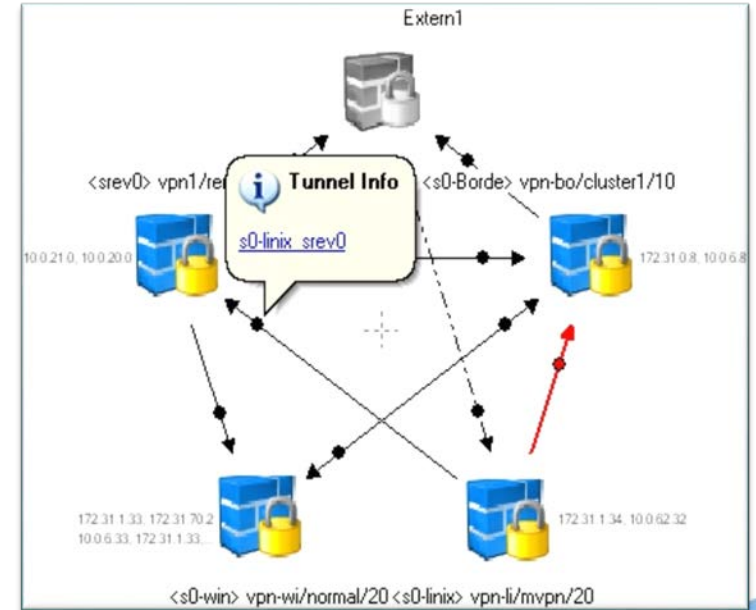 Extern1
<srev0> vpn1/re
<s0-Borde> vpn-bo/cluster1/10
Tunnel Info
s0-linix srev0
10.0.21.0, 10.0.20.0
172.31.0.8, 10.0.6.8
172.31.1.33, 172.31.70.2
10.0.6.33, 172.31.1.33...
172.31.1.34, 10.0.62.32
<s0-win> vpn-wi/normal/20 <s0-linix> vpn-li/mvpn/20